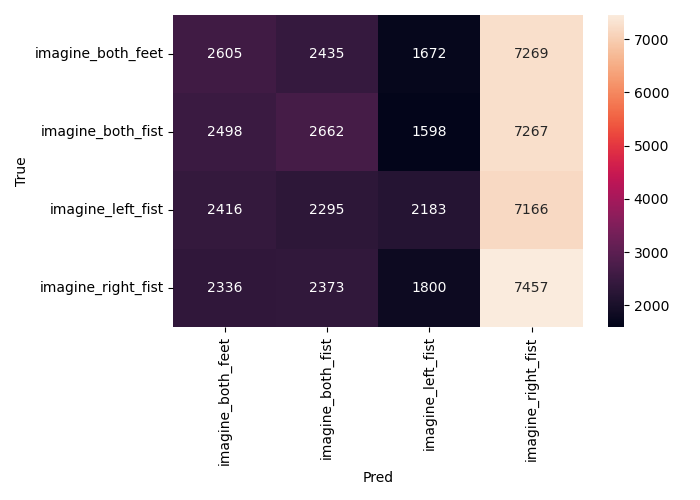 imagine_both_feet 2605 2435 1672 7269
imagine_both_fist 2498 2662 1598 7267
imagine_left_fist 2416 2295 2183 7166
imagine_right_fist 2336 2373 1800 7457
True
imagine_both_feet
imagine_both_fist
imagine_left_fist
imagine_right_fist
Pred
7000
6000
5000
4000
3000
2000